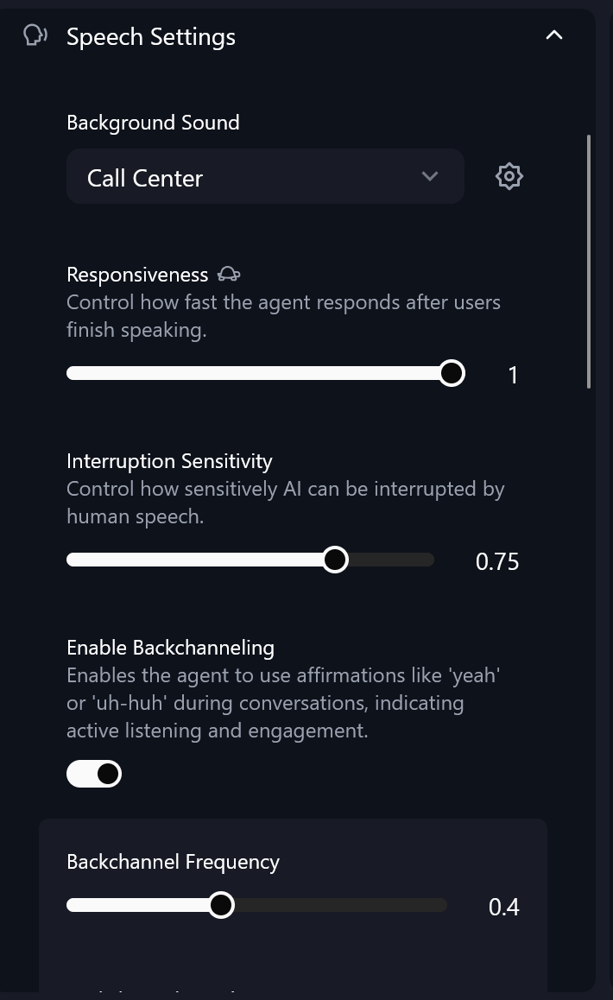 Speech Settings
Background Sound
Call Center
Responsiveness
Control how fast the agent responds after users
finish speaking.
1
Interruption Sensitivity
Control how sensitively AI can be interrupted by
human speech.
0.75
Enable Backchanneling
Enables the agent to use affirmations like 'yeah'
or 'uh-huh' during conversations, indicating
active listening and engagement.
Backchannel Frequency
0.4